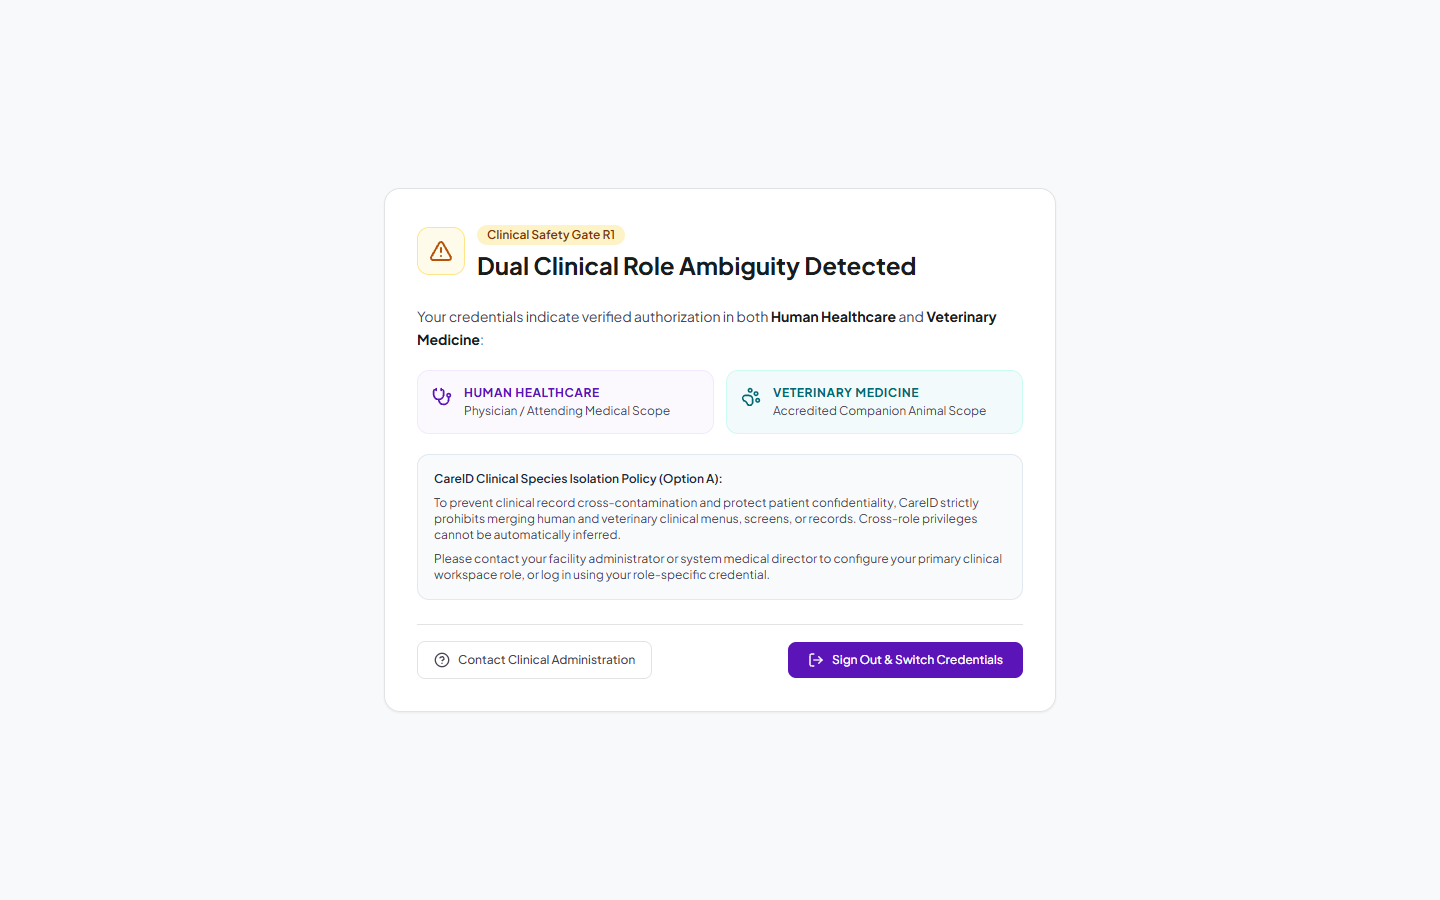 Clinical Safety Gate R1
Dual Clinical Role Ambiguity Detected
Your credentials indicate verified authorization in both Human Healthcare and Veterinary
Medicine:
HUMAN HEALTHCARE
Physician / Attending Medical Scope
VETERINARY MEDICINE
Accredited Companion Animal Scope
CareID Clinical Species Isolation Policy (Option A):
To prevent clinical record cross-contamination and protect patient confidentiality, CareID strictly
prohibits merging human and veterinary clinical menus, screens, or records. Cross-role privileges
cannot be automatically inferred.
Please contact your facility administrator or system medical director to configure your primary clinical
workspace role, or log in using your role-specific credential.
Contact Clinical Administration
Sign Out & Switch Credentials